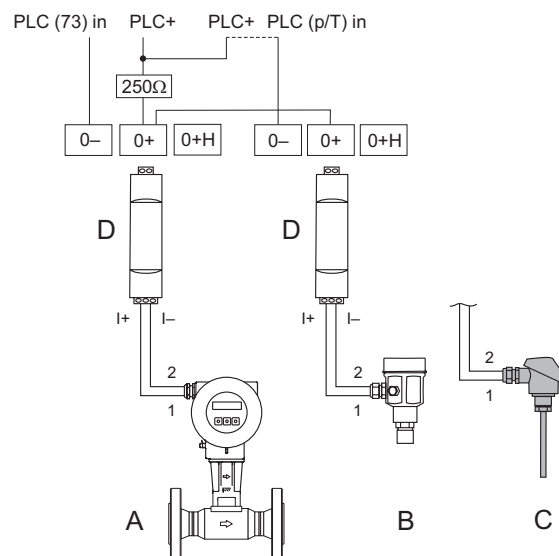 PLC (73) in PLC+ PLC+ PLC (p/T) in
250Ω
0– 0+ 0+H 0– 0+ 0+H
D D
I+ I– I+ I–
2 2 2
1 1 1
A B C